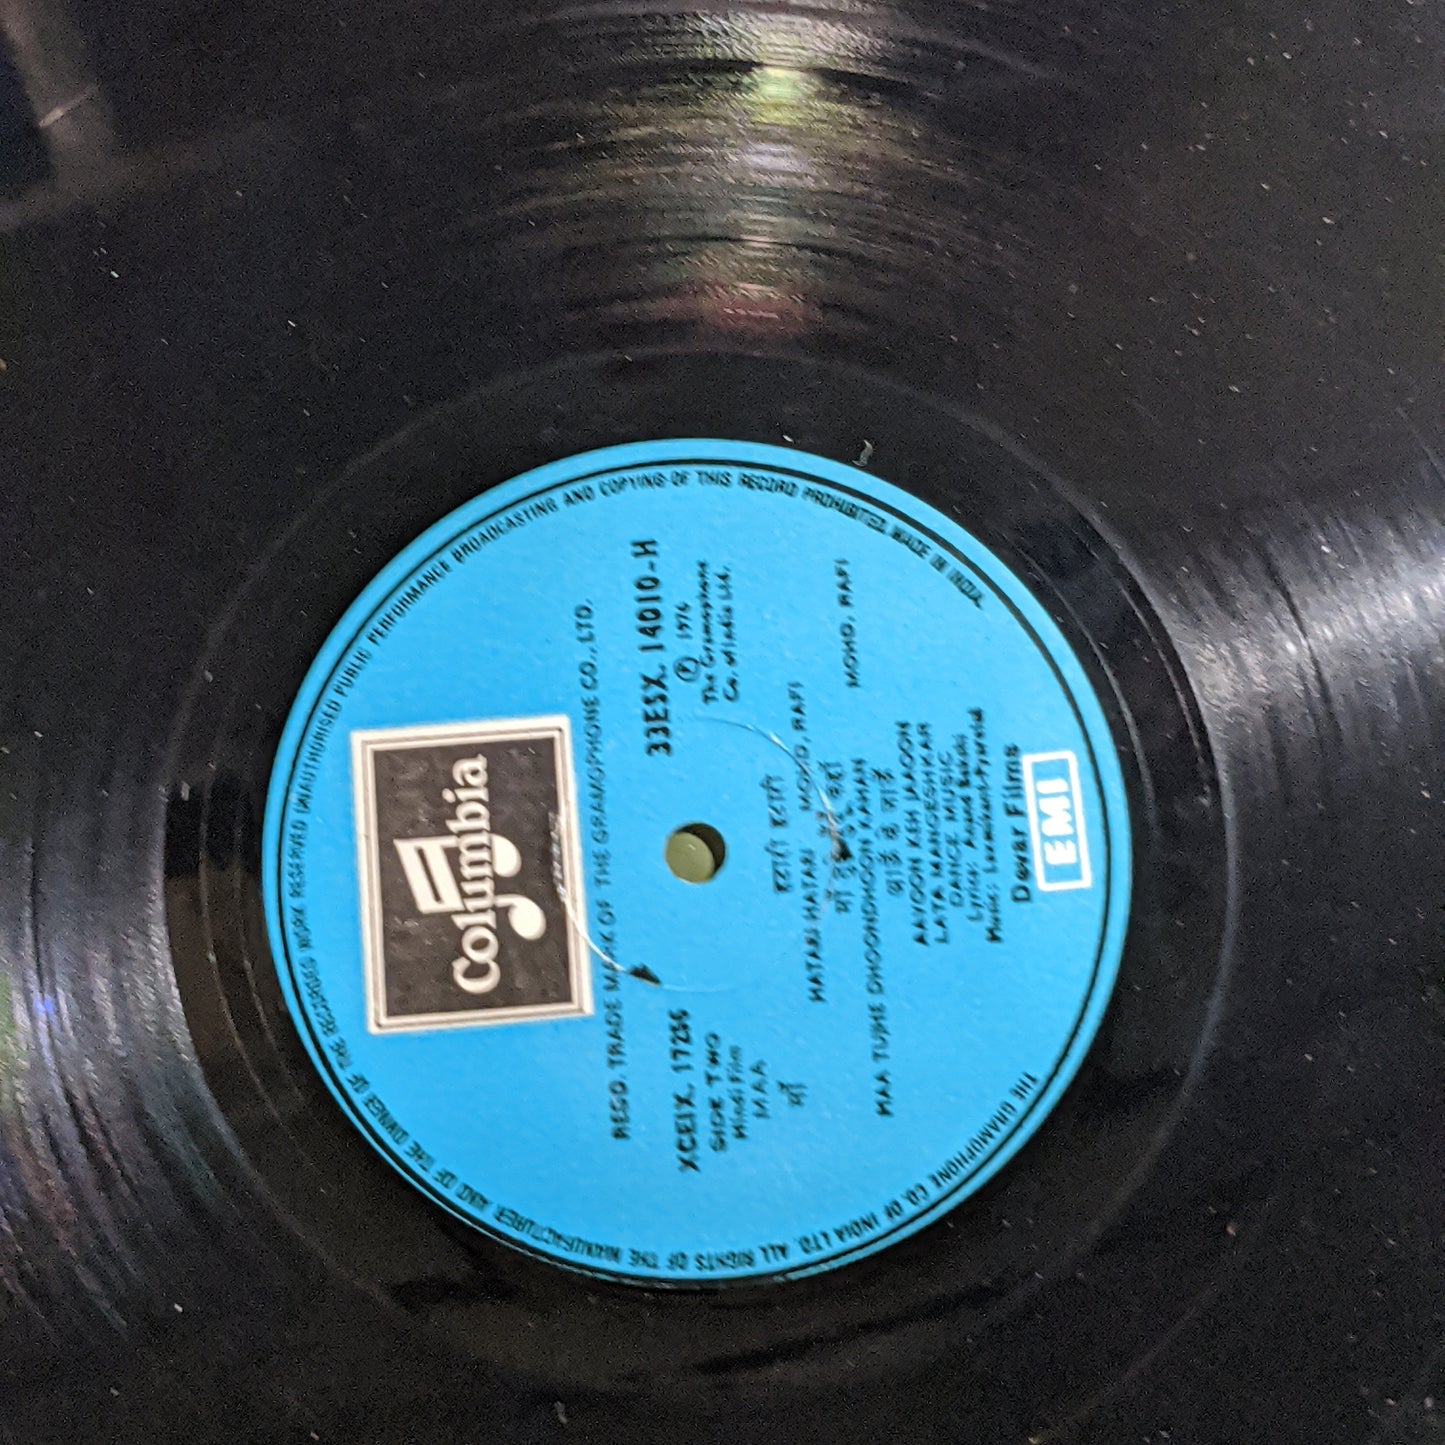 Columbia
REGD. TRADE MARK OF THE GRAMOPHONE CO., LTD.
XCEIX. 17256
33ESX. 14010-H
SIDE TWO
Ⓟ 1976
Hindi Film
The Gramophone
MAA
Co. of India Ltd.
माँ
हटारी हटारी
HATARI HATARI MOHD. RAFI
माँ तुझे ढूँढूँ कहाँ
MAA TUJHE DHOONDHOON KAHAN MOHD. RAFI
आई के जाऊँ
AAYOON KEH JAAOON
LATA MANGESHKAR
DANCE MUSIC
Lyrics: Anand Bakshi
Music: Laxmikant-Pyarelal
Devar Films
EMI
THE GRAMOPHONE CO. OF INDIA LTD. ALL RIGHTS OF THE MANUFACTURER AND OF THE OWNER OF THE RECORDED WORK RESERVED UNAUTHORISED PUBLIC PERFORMANCE BROADCASTING AND COPYING OF THIS RECORD PROHIBITED. MADE IN INDIA.